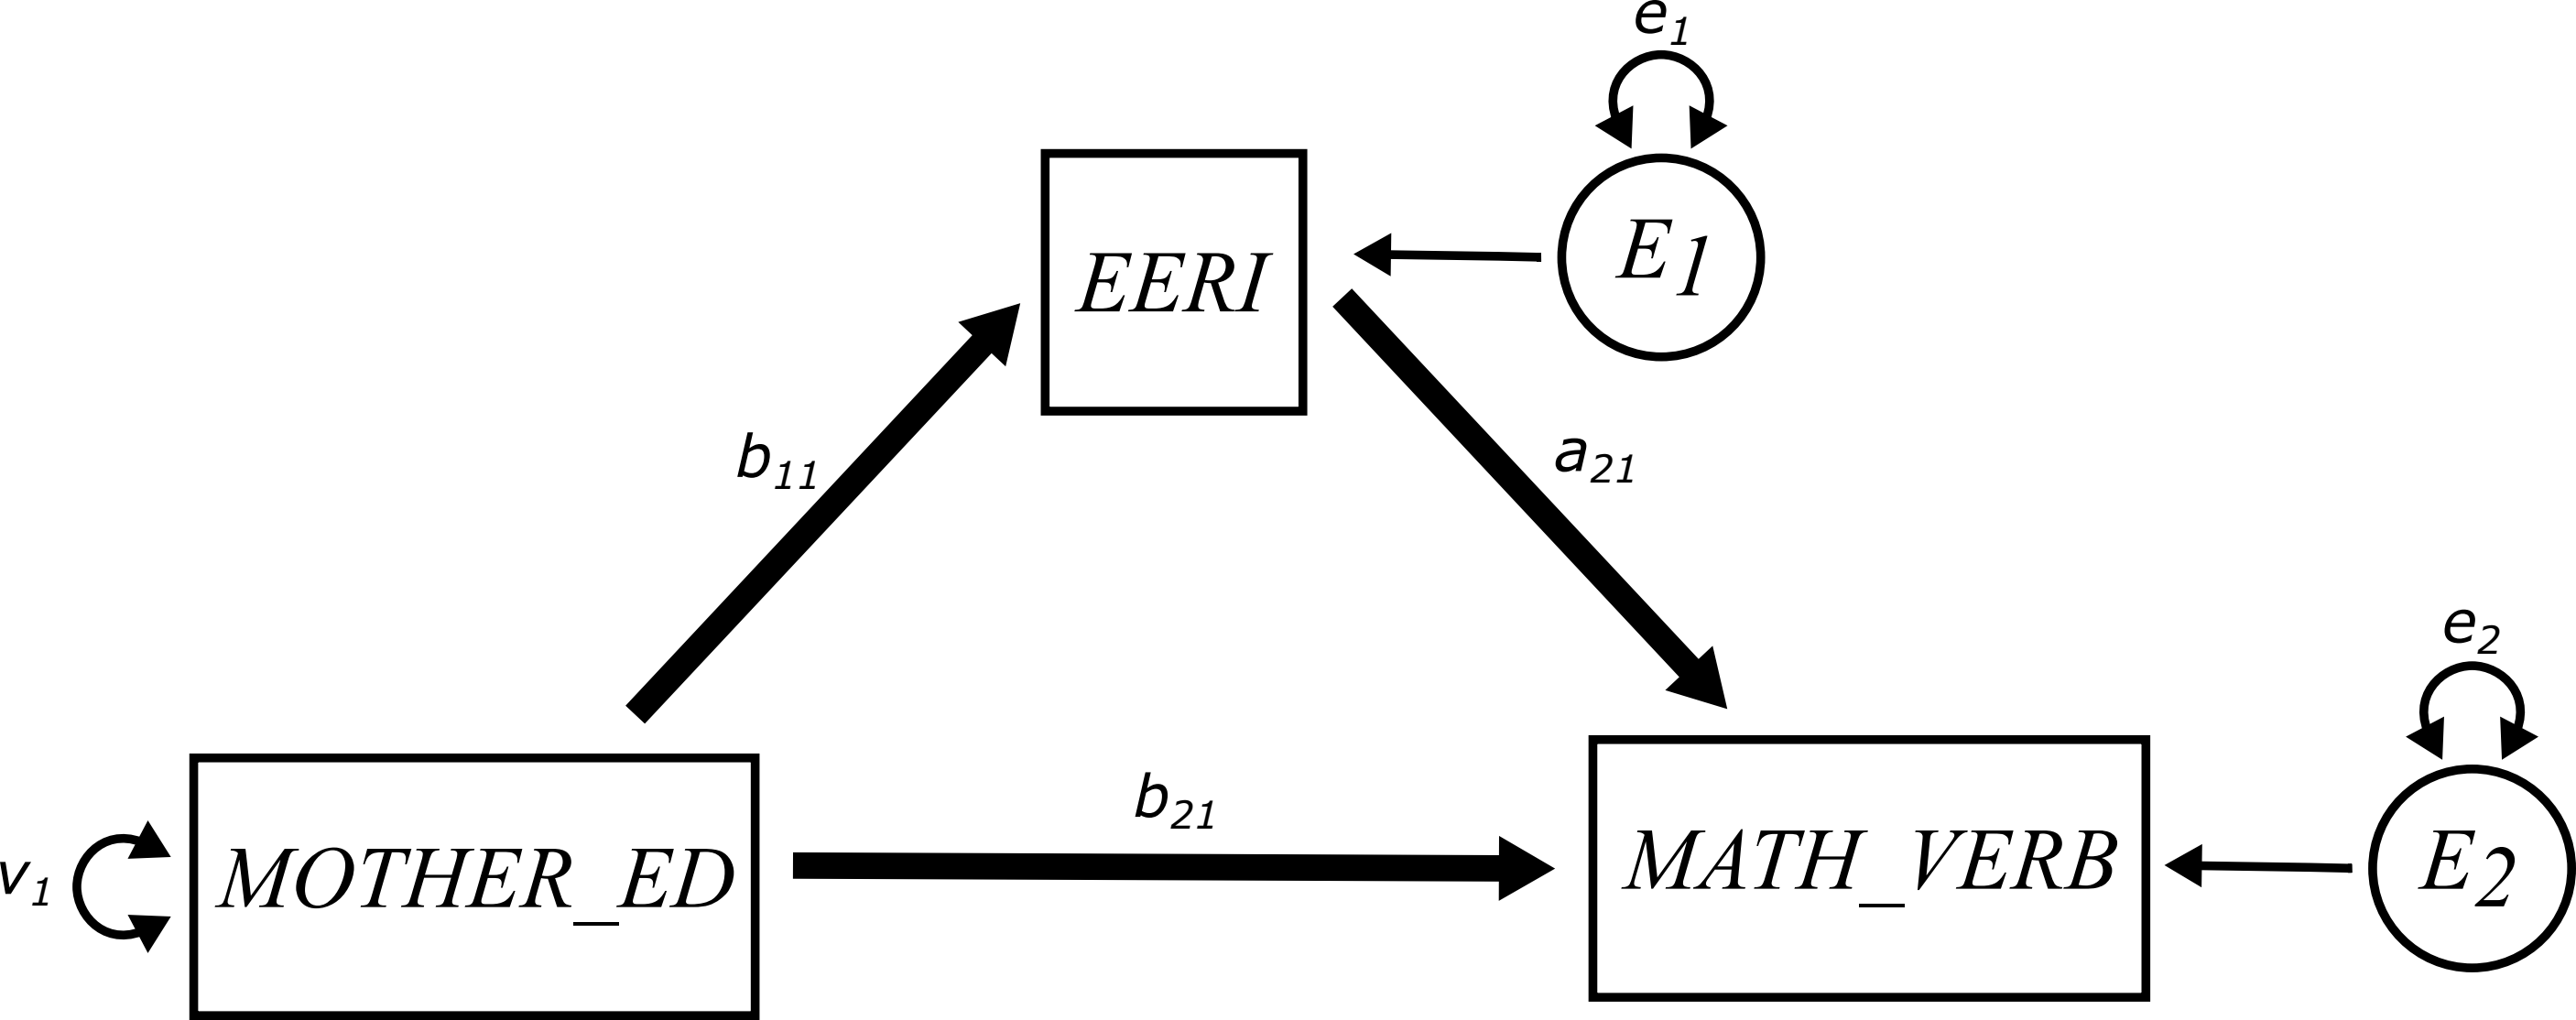 e1
EERI
E1
b11
a21
e2
b21
v1
MOTHER_ED
MATH_VERB
E2